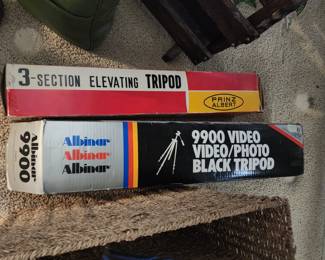 3-SECTION ELEVATING TRIPOD
PRINZ
ALBERT
Albinar
9900
Albinar
Albinar
Albinar
9900 VIDEO
VIDEO/PHOTO
BLACK TRIPOD